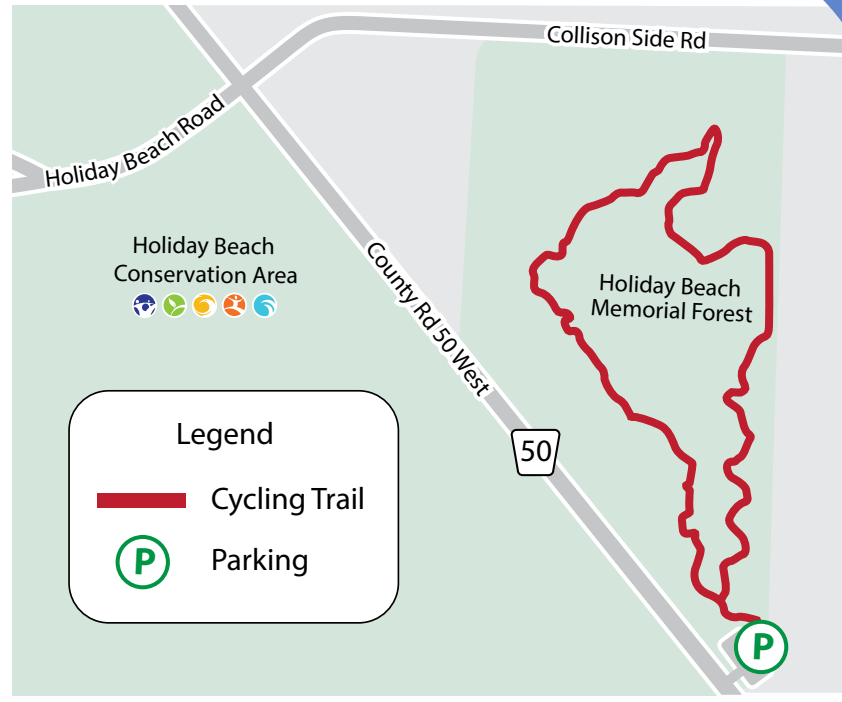 Collison Side Rd
Holiday Beach Road
Holiday Beach
Conservation Area
County Rd 50 West
Holiday Beach
Memorial Forest
50
Legend
Cycling Trail
P
Parking
P